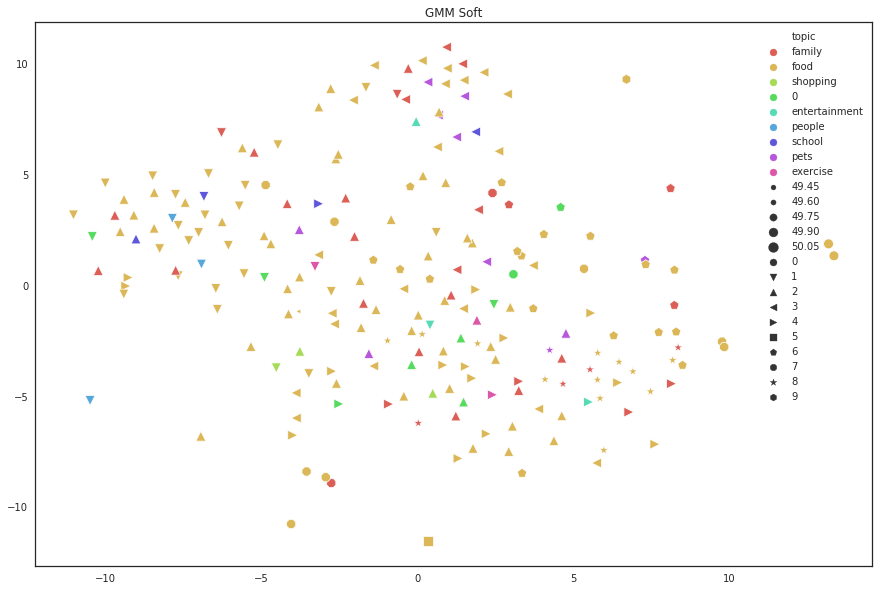 GMM Soft
topic
family
food
shopping
0
entertainment
people
school
pets
exercise
49.45
49.60
49.75
49.90
50.05
0
1
2
3
4
5
6
7
8
9
10
5
0
−5
−10
−10 −5 0 5 10